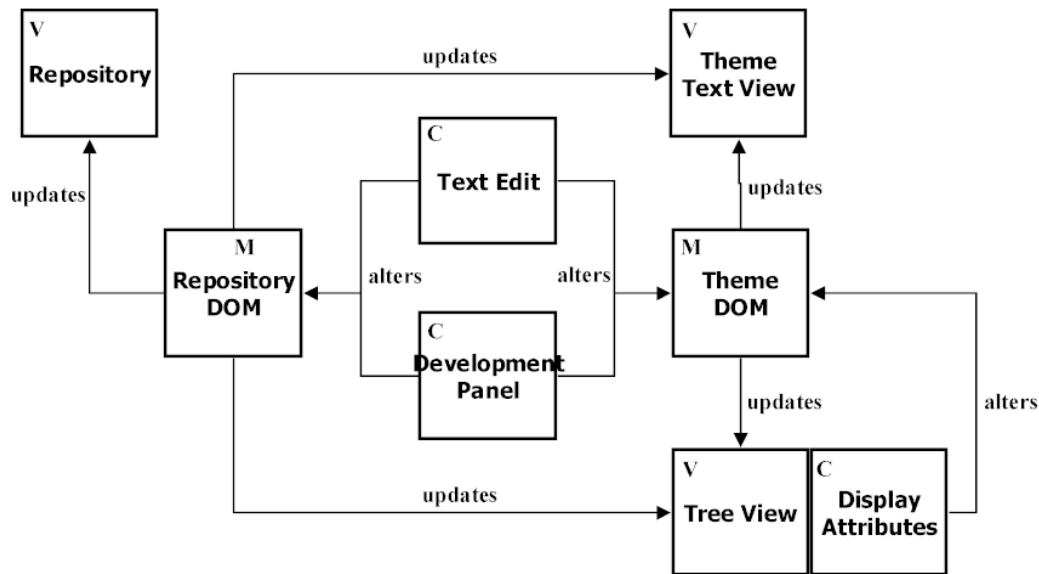 V
Repository
updates
V
Theme
Text View
C
Text Edit
updates
updates
M
Repository
DOM
alters
alters
M
Theme
DOM
C
Development
Panel
updates
alters
updates
V
Tree View
C
Display
Attributes